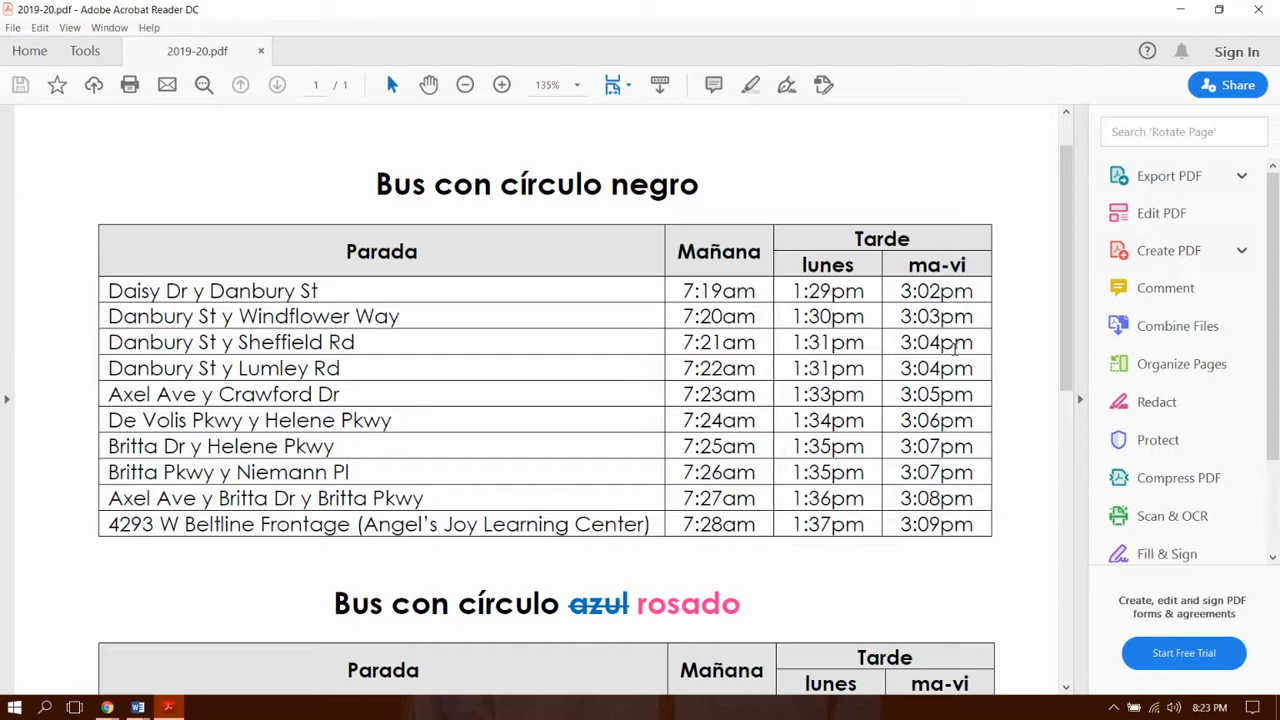 2019-20.pdf - Adobe Acrobat Reader DC
File Edit View Window Help
Home Tools 2019-20.pdf × Sign In
1 / 1 135% Share
Bus con círculo negro
Parada Mañana Tarde
lunes ma-vi
Daisy Dr y Danbury St 7:19am 1:29pm 3:02pm
Danbury St y Windflower Way 7:20am 1:30pm 3:03pm
Danbury St y Sheffield Rd 7:21am 1:31pm 3:04pm
Danbury St y Lumley Rd 7:22am 1:31pm 3:04pm
Axel Ave y Crawford Dr 7:23am 1:33pm 3:05pm
De Volis Pkwy y Helene Pkwy 7:24am 1:34pm 3:06pm
Britta Dr y Helene Pkwy 7:25am 1:35pm 3:07pm
Britta Pkwy y Niemann Pl 7:26am 1:35pm 3:07pm
Axel Ave y Britta Dr y Britta Pkwy 7:27am 1:36pm 3:08pm
4293 W Beltline Frontage (Angel's Joy Learning Center) 7:28am 1:37pm 3:09pm
Bus con círculo azul rosado
Parada Mañana Tarde
lunes ma-vi
Search 'Rotate Page'
Export PDF
Edit PDF
Create PDF
Comment
Combine Files
Organize Pages
Redact
Protect
Compress PDF
Scan & OCR
Fill & Sign
Create, edit and sign PDF
forms & agreements
Start Free Trial
8:23 PM